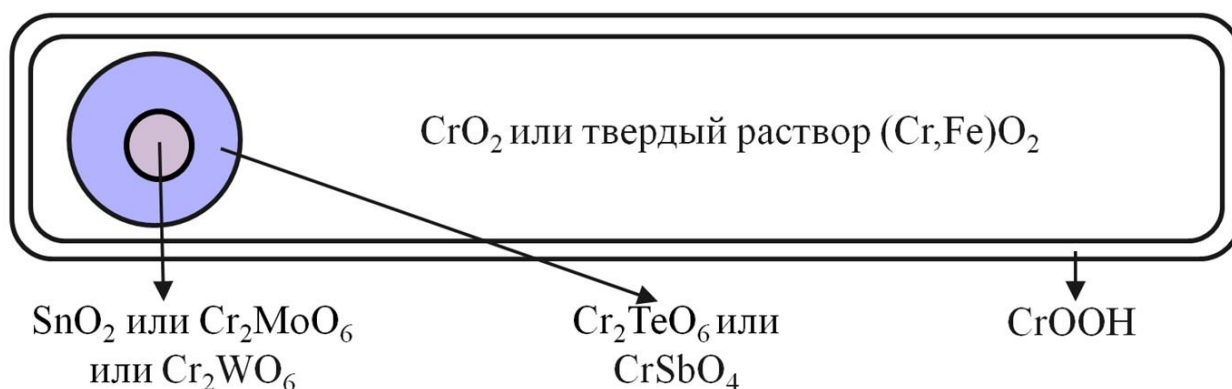 CrO₂ или твердый раствор (Cr,Fe)O₂
SnO₂ или Cr₂MoO₆
или Cr₂WO₆
Cr₂TeO₆ или
CrSbO₄
CrOOH